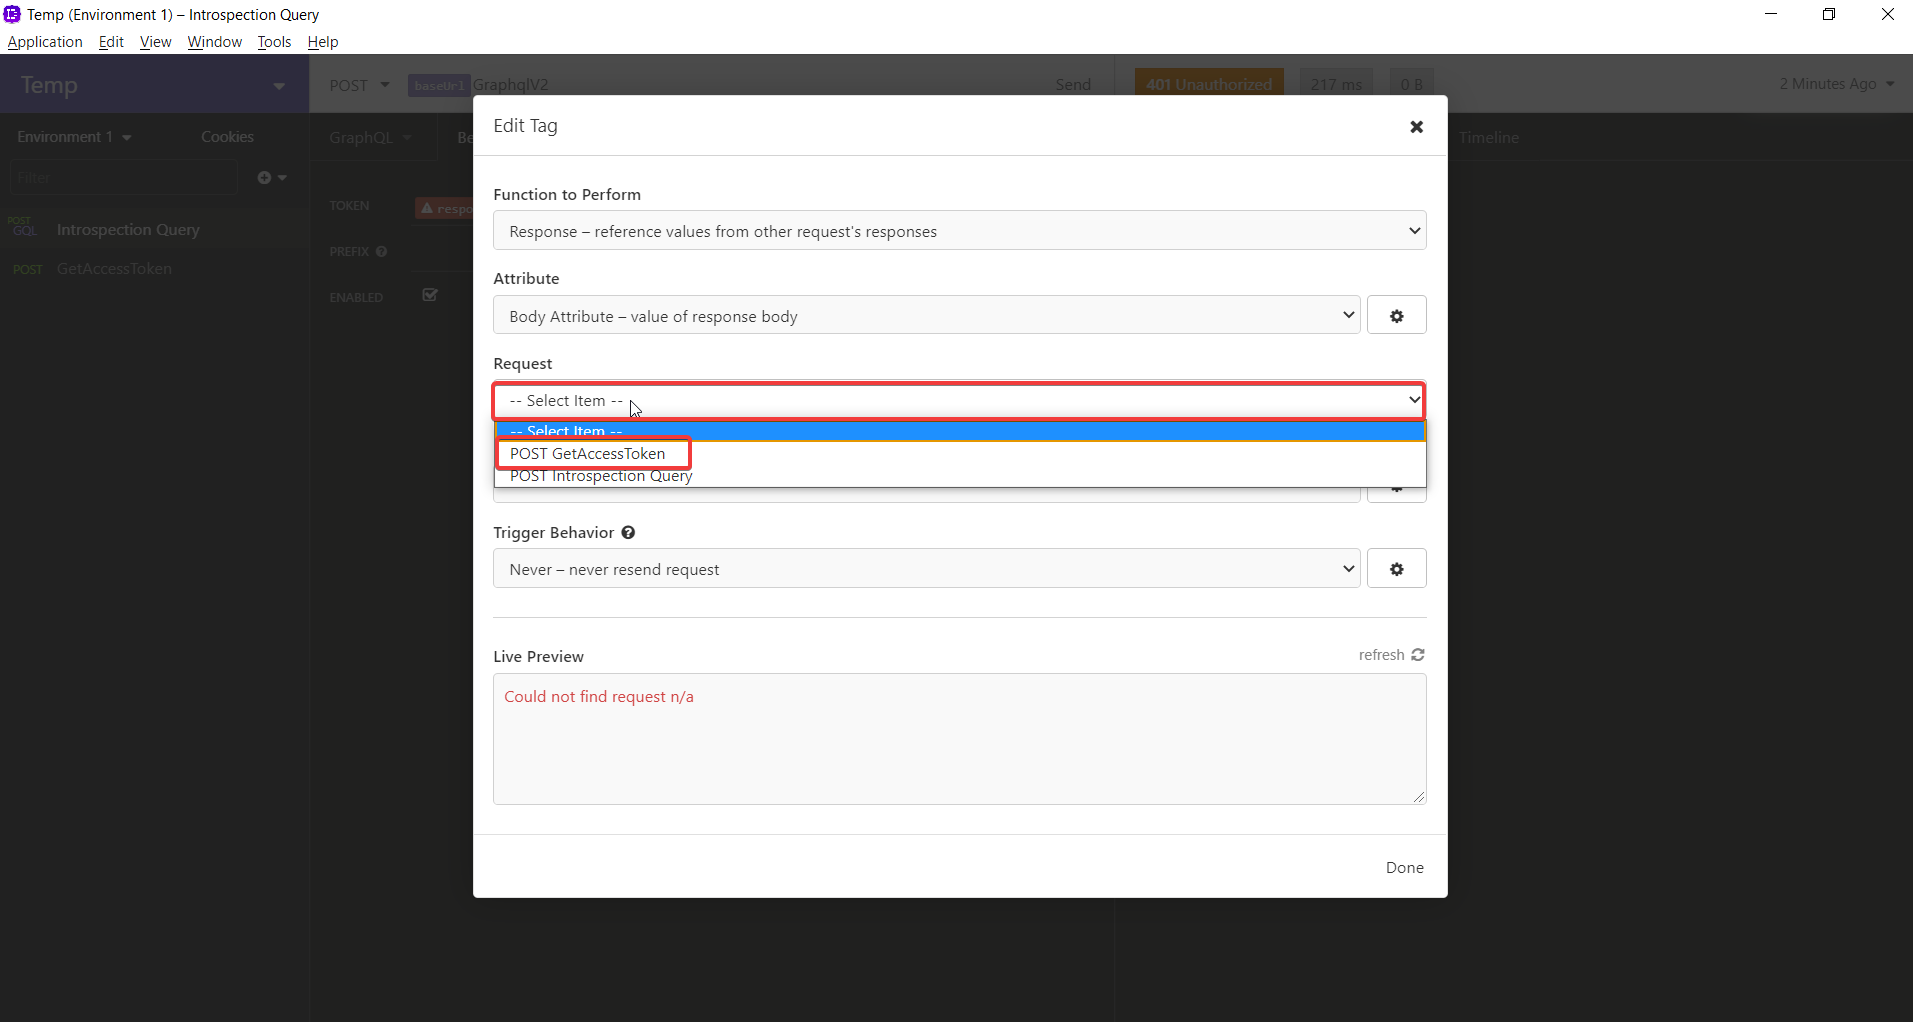 Temp (Environment 1) – Introspection Query
Application Edit View Window Tools Help
Temp
POST baseUrl GraphqlV2 Send 401 Unauthorized 217 ms 0 B 2 Minutes Ago
Environment 1 Cookies GraphQL Be Timeline
Filter
POST
GQL Introspection Query
POST GetAccessToken
TOKEN respo
PREFIX
ENABLED
Edit Tag
Function to Perform
Response – reference values from other request's responses
Attribute
Body Attribute – value of response body
Request
-- Select Item --
-- Select Item --
POST GetAccessToken
POST Introspection Query
Trigger Behavior
Never – never resend request
Live Preview refresh
Could not find request n/a
Done